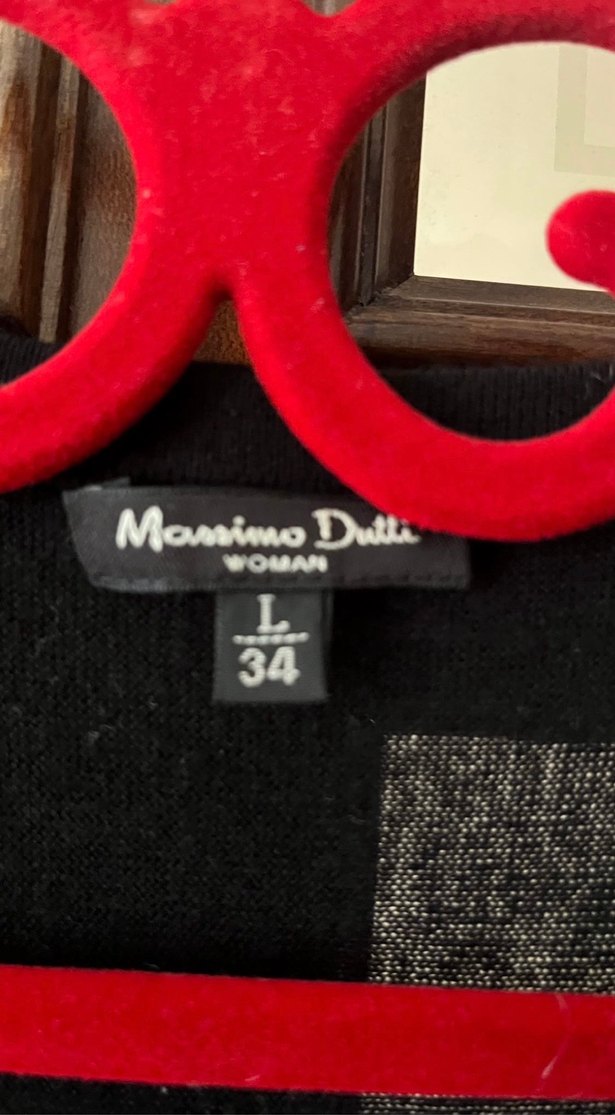 Massimo Dutti
WOMAN
L
34